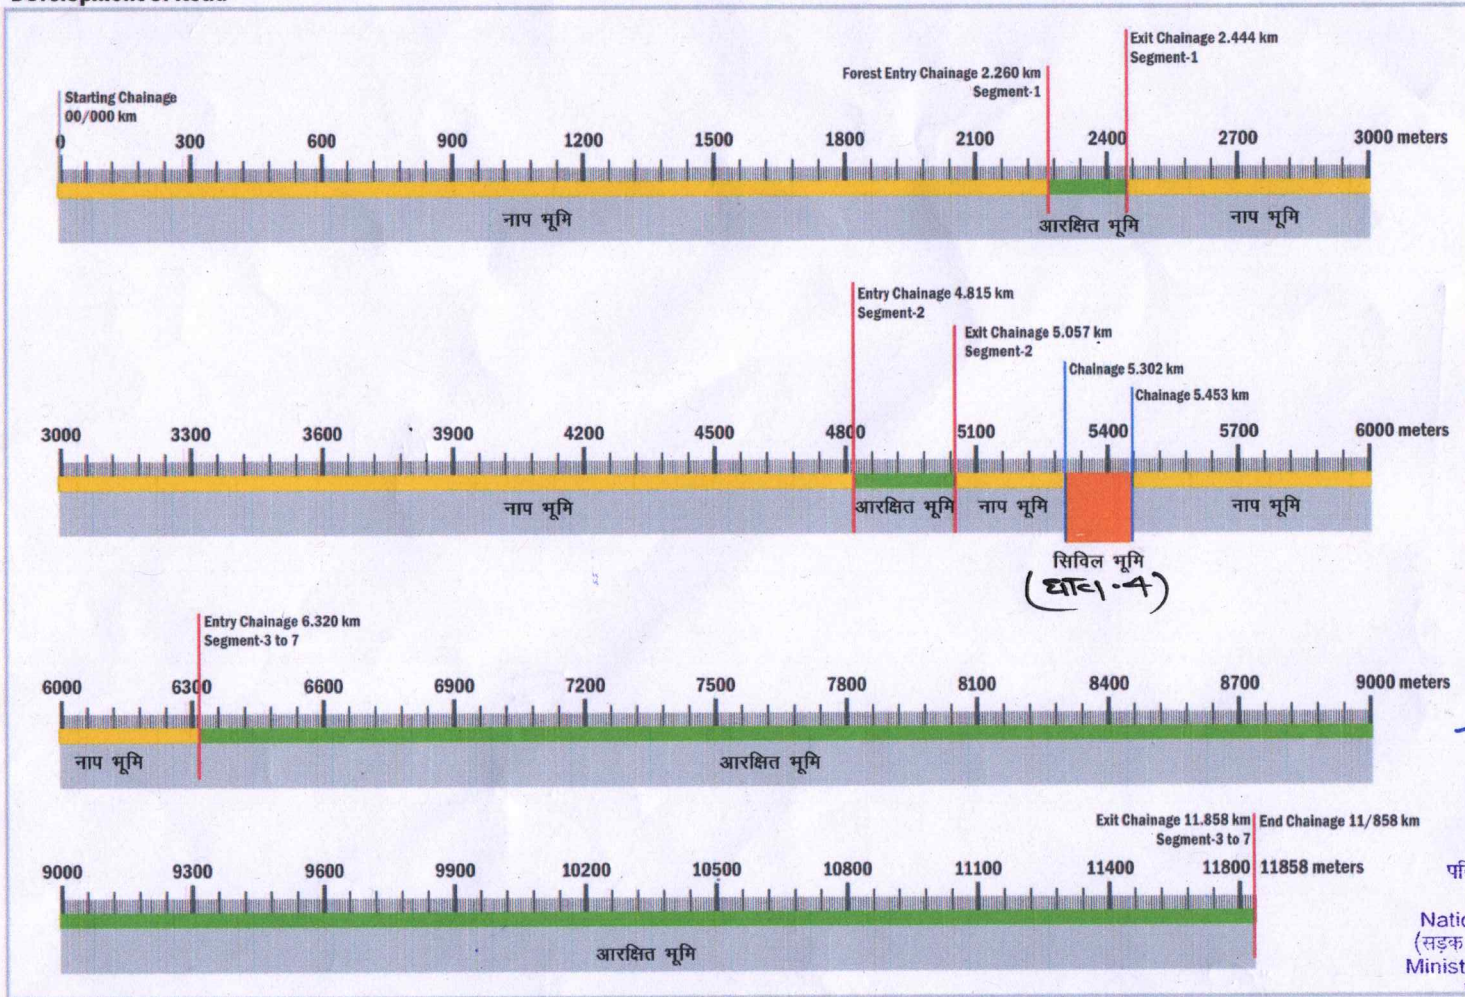 Starting Chainage
00/000 km
Forest Entry Chainage 2.260 km
Segment-1
Exit Chainage 2.444 km
Segment-1
0 300 600 900 1200 1500 1800 2100 2400 2700 3000 meters
नाप भूमि आरक्षित भूमि नाप भूमि
Entry Chainage 4.815 km
Segment-2
Exit Chainage 5.057 km
Segment-2
Chainage 5.302 km
Chainage 5.453 km
3000 3300 3600 3900 4200 4500 4800 5100 5400 5700 6000 meters
नाप भूमि आरक्षित भूमि नाप भूमि नाप भूमि
सिविल भूमि
Entry Chainage 6.320 km
Segment-3 to 7
6000 6300 6600 6900 7200 7500 7800 8100 8400 8700 9000 meters
नाप भूमि आरक्षित भूमि
Exit Chainage 11.858 km
Segment-3 to 7
End Chainage 11/858 km
9000 9300 9600 9900 10200 10500 10800 11100 11400 11800 11858 meters
आरक्षित भूमि
(सड़क